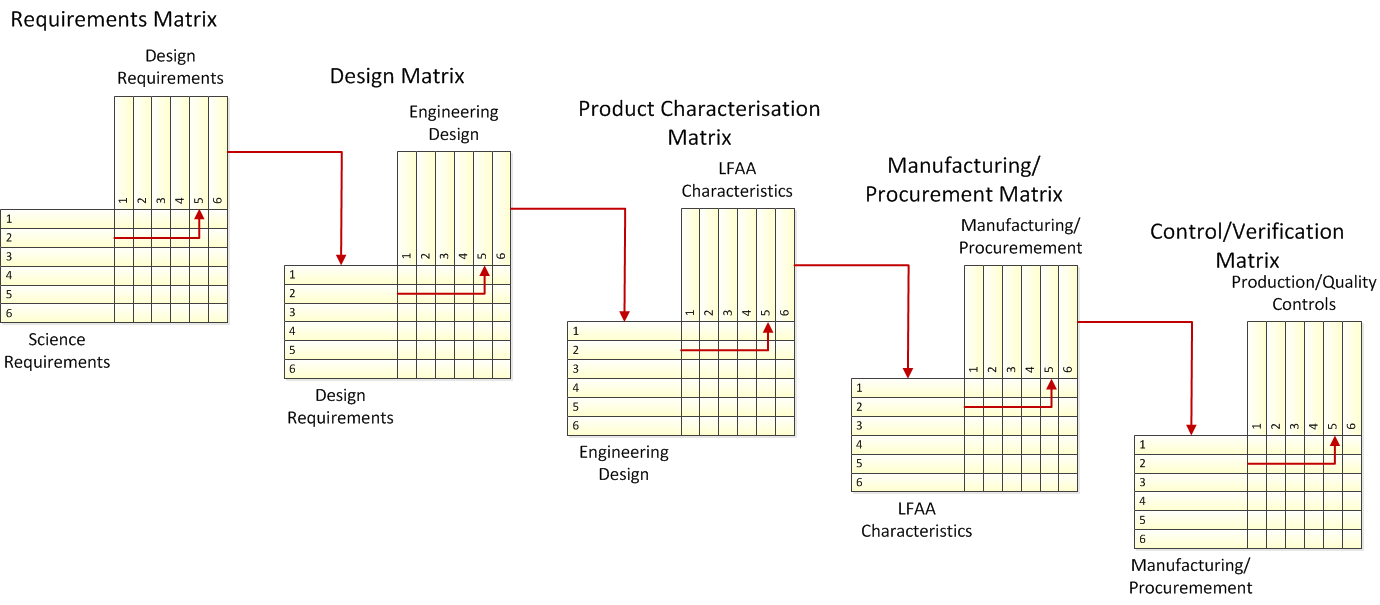 Requirements Matrix
Design
Requirements
1 2 3 4 5 6
1
2
3
4
5
6
Science
Requirements
Design Matrix
Engineering
Design
1 2 3 4 5 6
1
2
3
4
5
6
Design
Requirements
Product Characterisation
Matrix
LFAA
Characteristics
1 2 3 4 5 6
1
2
3
4
5
6
Engineering
Design
Manufacturing/
Procurement Matrix
Manufacturing/
Procuremement
1 2 3 4 5 6
1
2
3
4
5
6
LFAA
Characteristics
Control/Verification
Matrix
Production/Quality
Controls
1 2 3 4 5 6
1
2
3
4
5
6
Manufacturing/
Procuremement